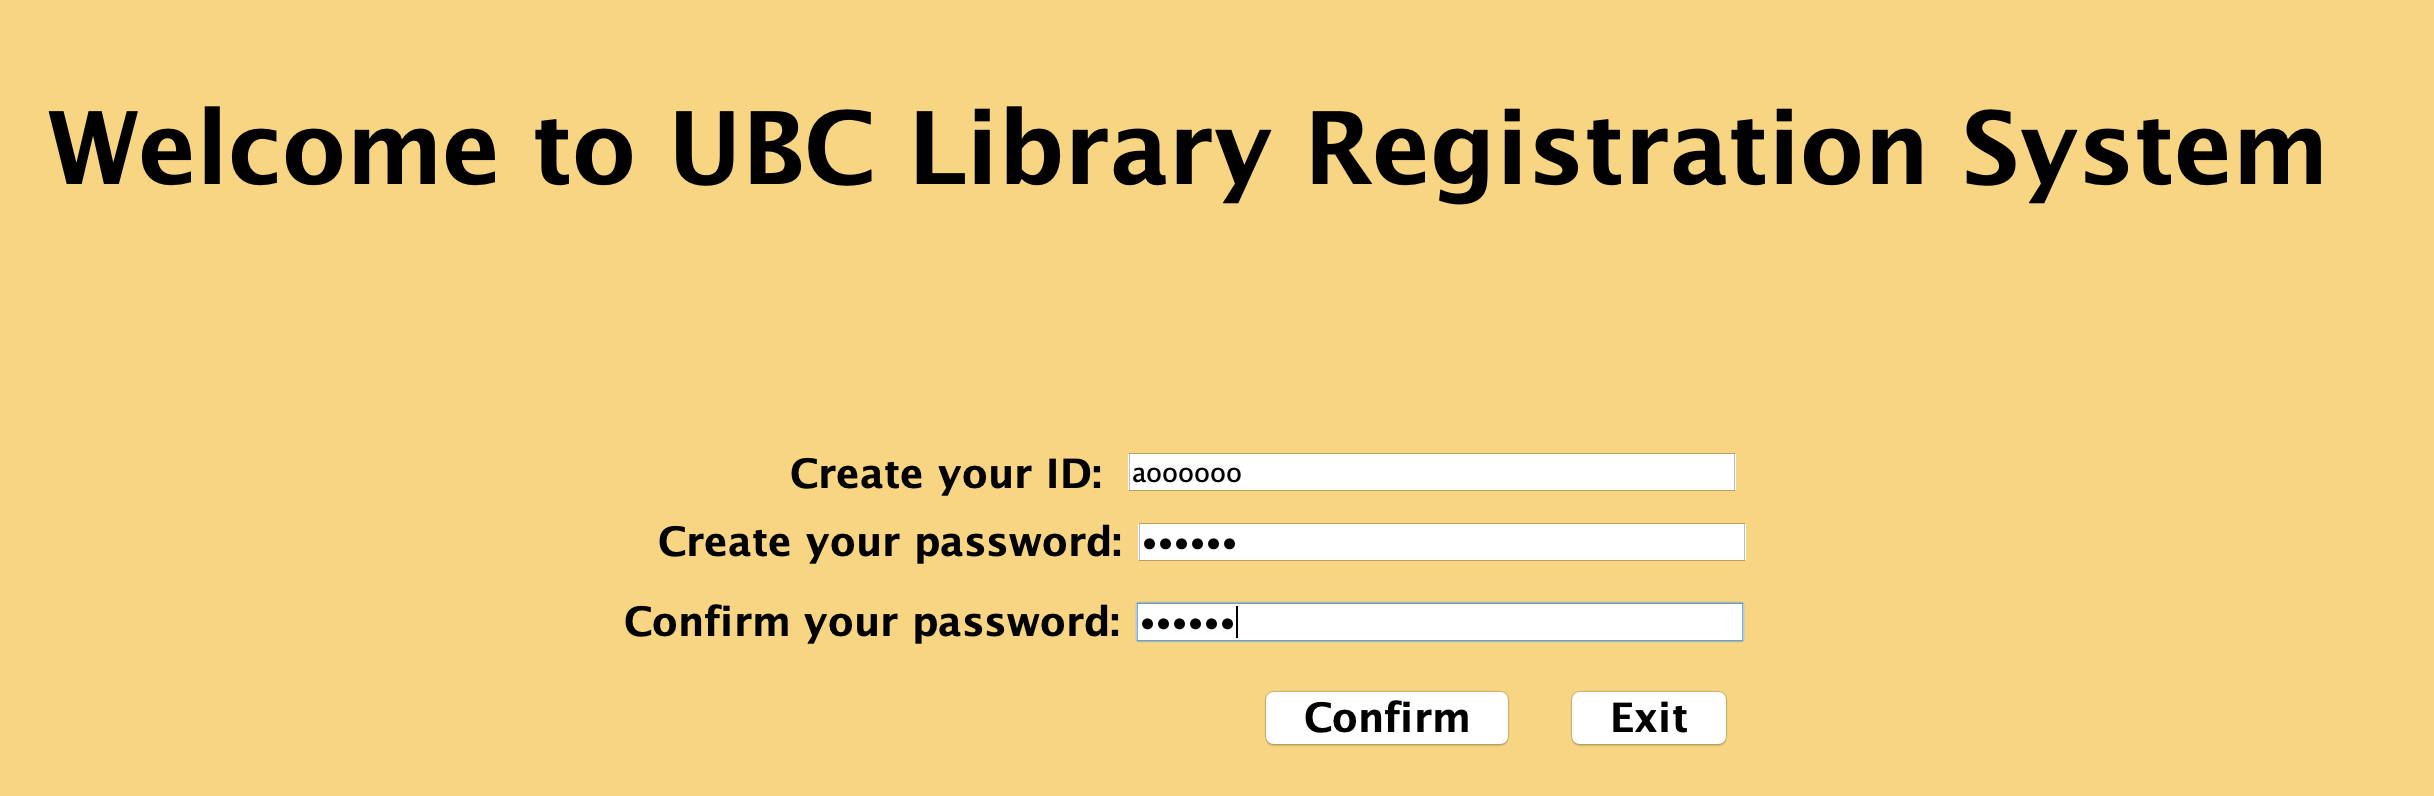 Welcome to UBC Library Registration System
Create your ID: aoooooo
Create your password: ••••••
Confirm your password: ••••••
Confirm Exit